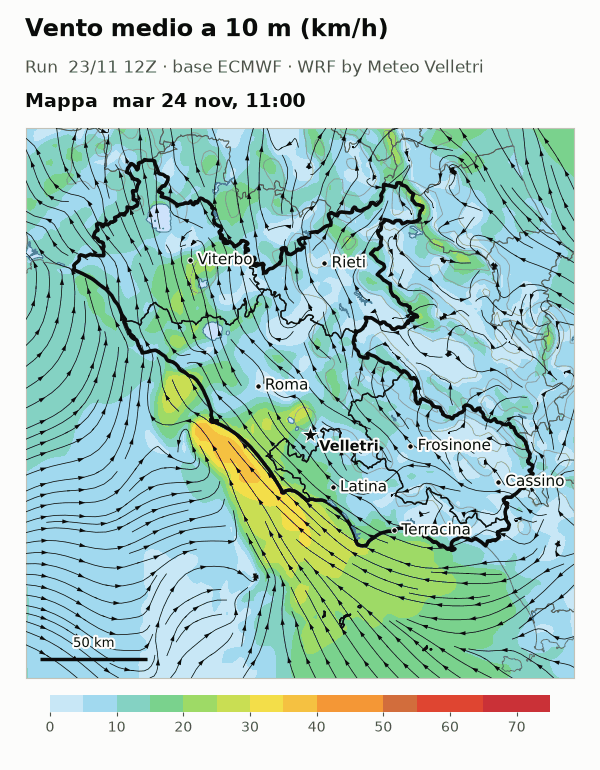 Vento medio a 10 m (km/h)
Run  23/11 12Z · base ECMWF · WRF by Meteo Velletri
Mappa  mar 24 nov, 11:00
Viterbo
Rieti
Roma
Velletri
Frosinone
Latina
Cassino
Terracina
50 km
0 10 20 30 40 50 60 70